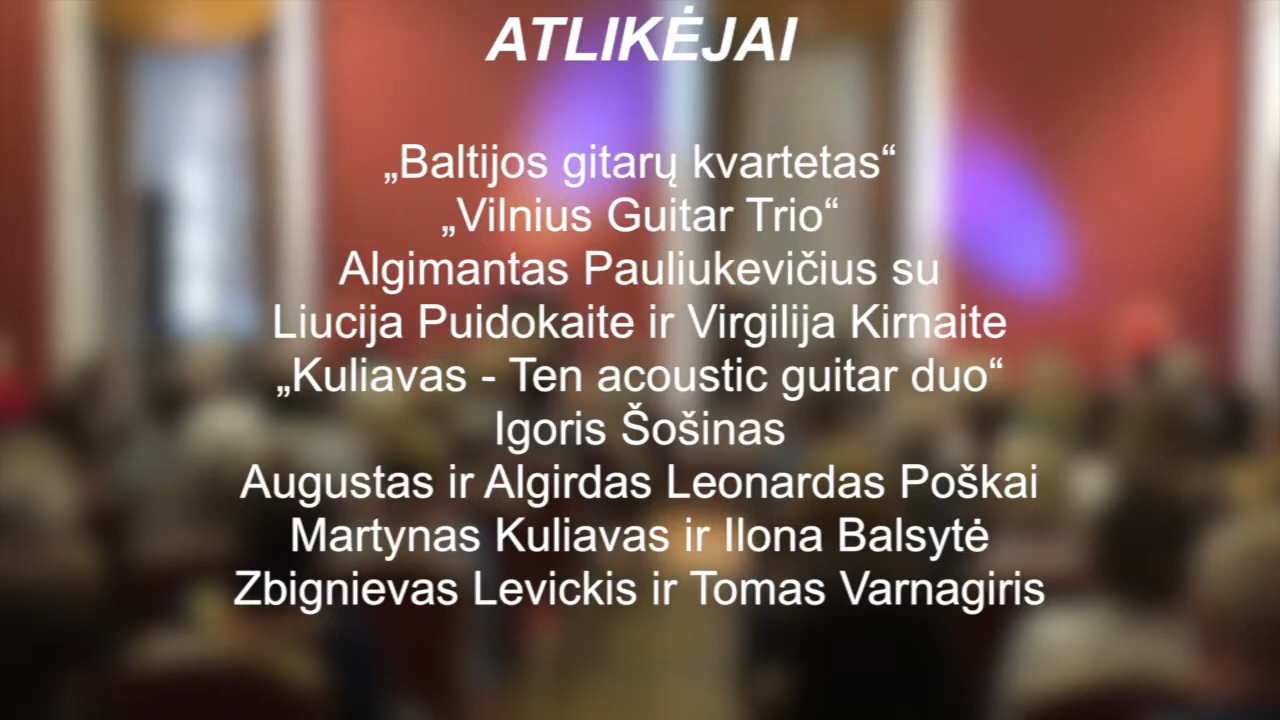 ATLIKĖJAI
„Baltijos gitarų kvartetas“
„Vilnius Guitar Trio“
Algimantas Pauliukevičius su
Liucija Puidokaite ir Virgilija Kirnaite
„Kuliavas - Ten acoustic guitar duo“
Igoris Šošinas
Augustas ir Algirdas Leonardas Poškai
Martynas Kuliavas ir Ilona Balsytė
Zbignievas Levickis ir Tomas Varnagiris